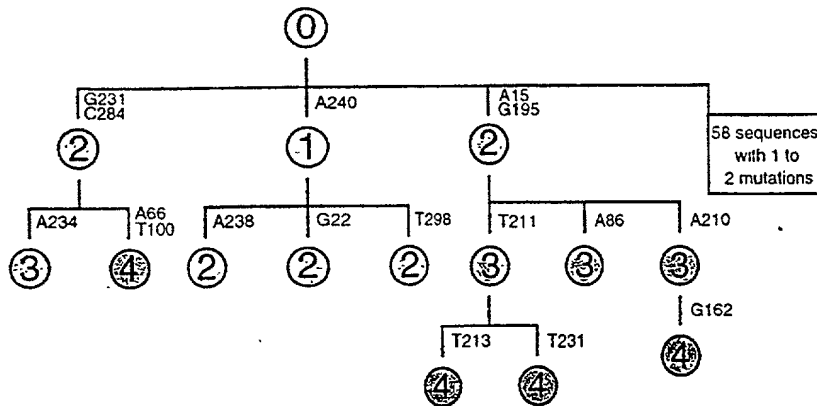 0
G231
C284
A240
A15
G195
58 sequences
with 1 to
2 mutations
2
1
2
A234
A66
T100
A238
G22
T298
T211
A86
A210
3
4
2
2
2
3
3
3
G162
T213
T231
4
4
4